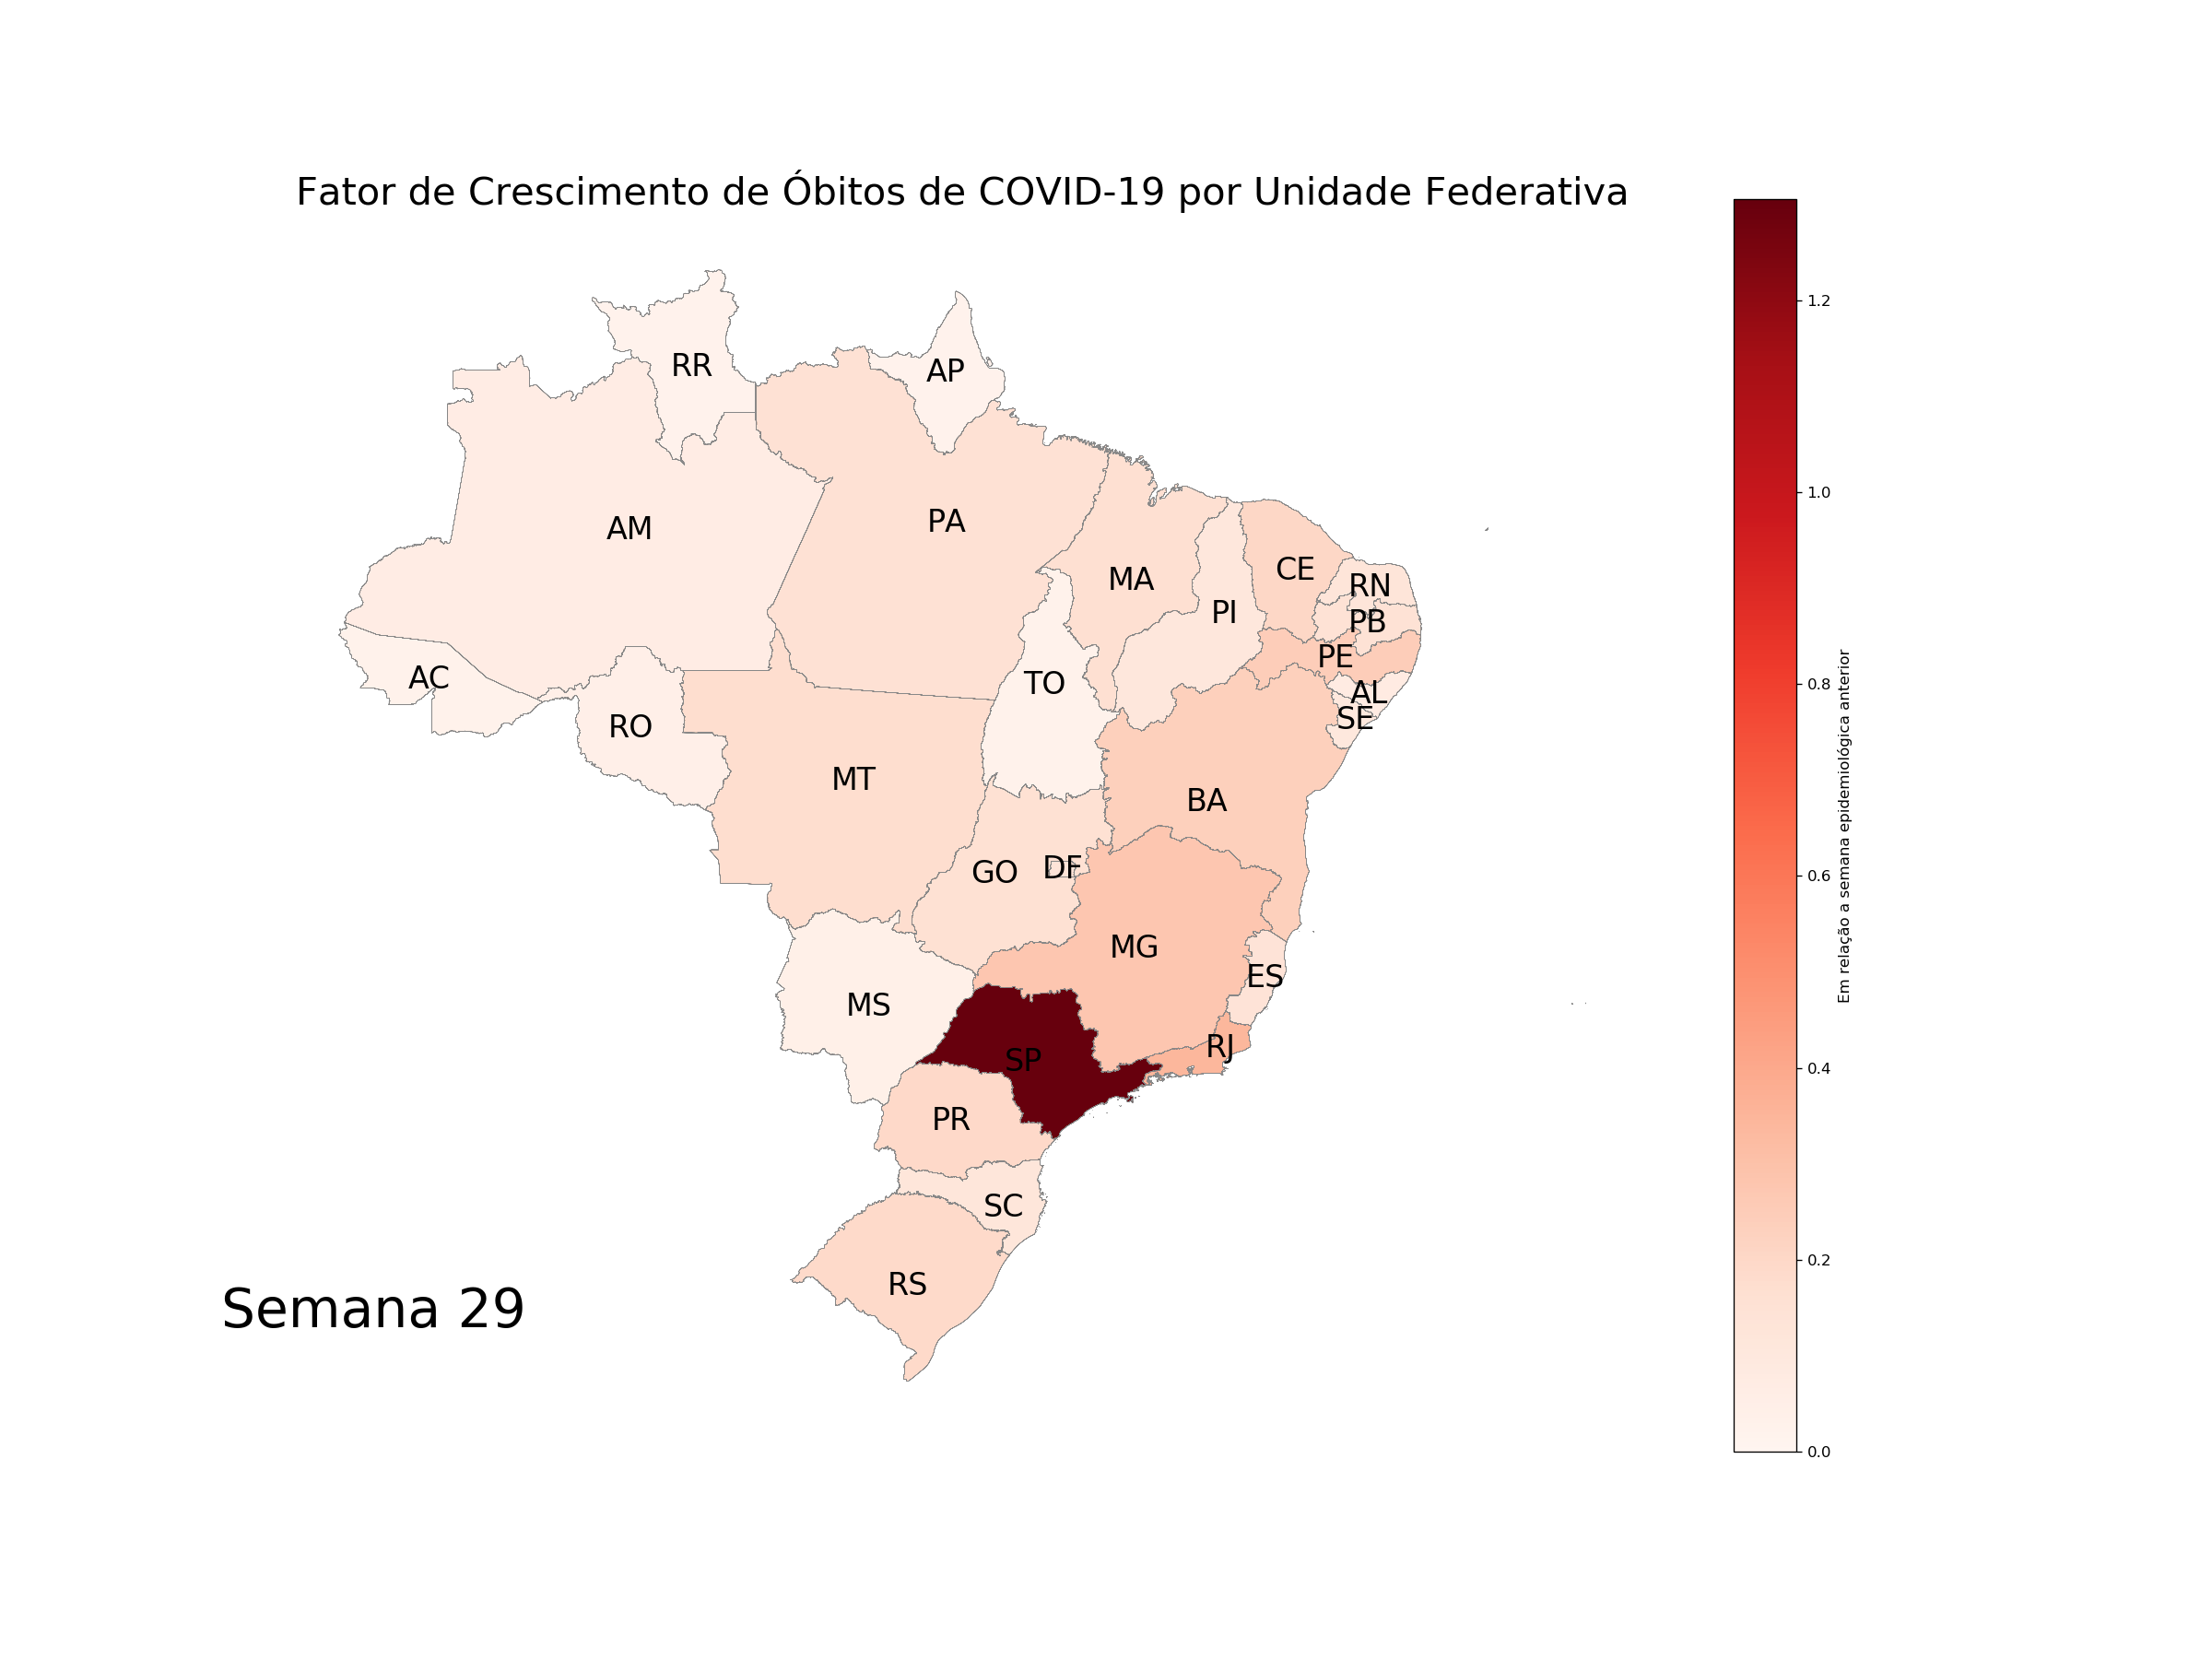 Fator de Crescimento de Óbitos de COVID-19 por Unidade Federativa
RR
AP
AM
PA
MA
CE
RN
PI
PB
PE
AC
TO
AL
SE
RO
MT
BA
GO
DF
MG
ES
MS
RJ
SP
PR
SC
RS
Semana 29
1.2
1.0
0.8
0.6
0.4
0.2
0.0
Em relação a semana epidemiológica anterior